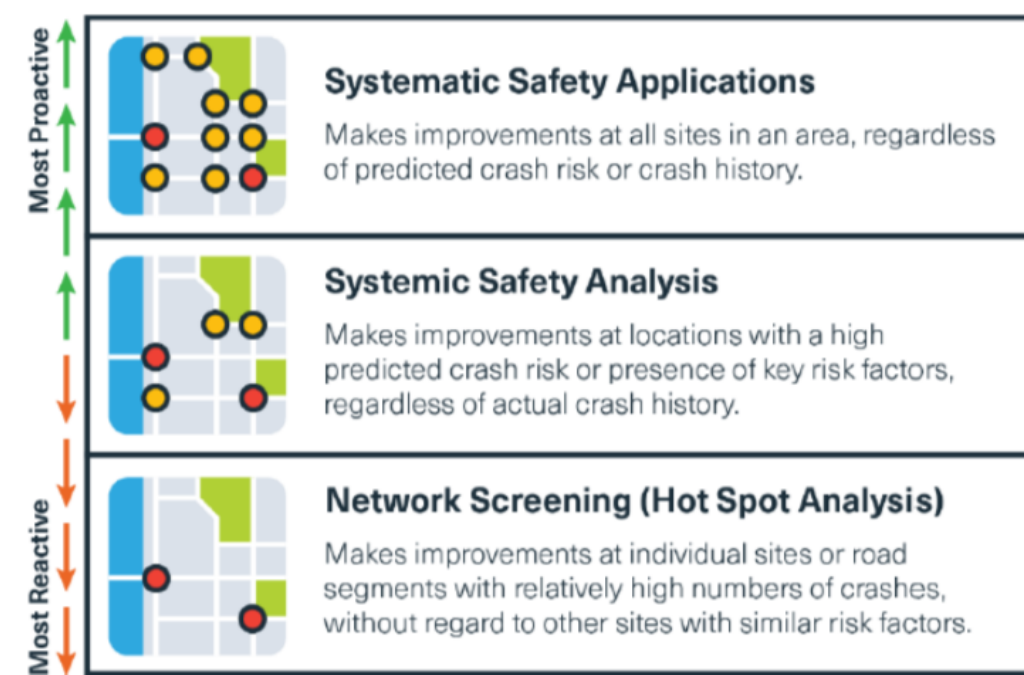 Most Proactive
Systematic Safety Applications
Makes improvements at all sites in an area, regardless
of predicted crash risk or crash history.
Systemic Safety Analysis
Makes improvements at locations with a high
predicted crash risk or presence of key risk factors,
regardless of actual crash history.
Most Reactive
Network Screening (Hot Spot Analysis)
Makes improvements at individual sites or road
segments with relatively high numbers of crashes,
without regard to other sites with similar risk factors.